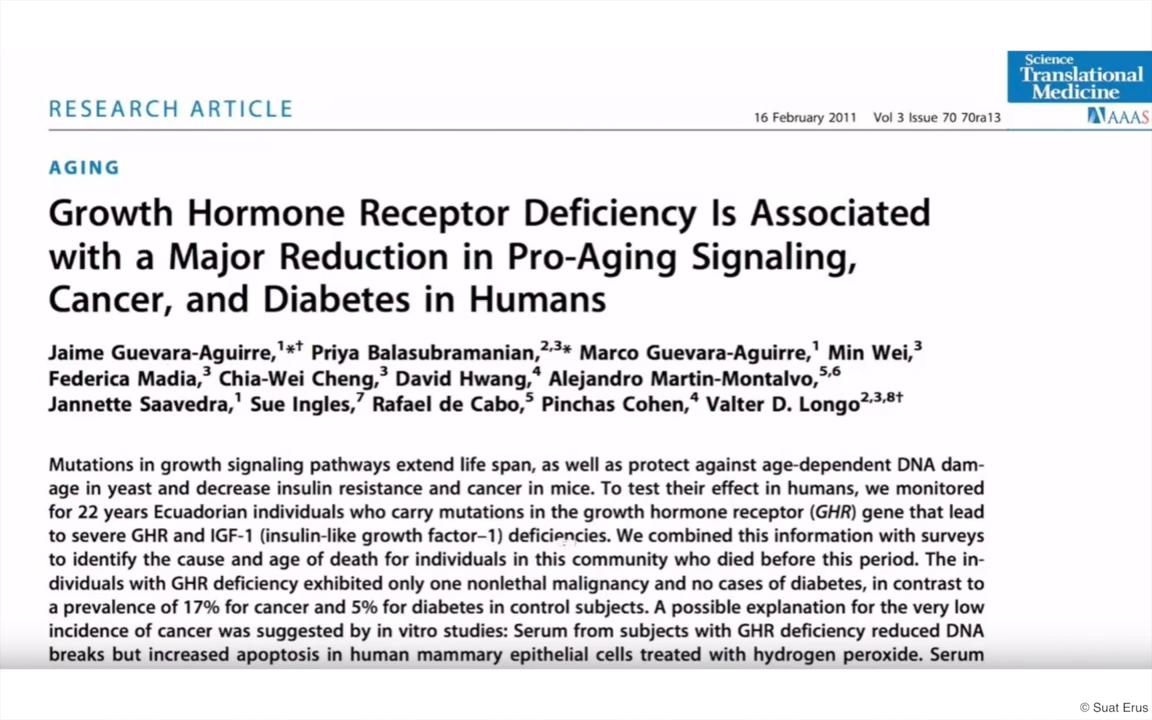 Science
Translational
Medicine
AAAS
RESEARCH ARTICLE
16 February 2011 Vol 3 Issue 70 70ra13
AGING
Growth Hormone Receptor Deficiency Is Associated
with a Major Reduction in Pro-Aging Signaling,
Cancer, and Diabetes in Humans
Jaime Guevara-Aguirre,¹*† Priya Balasubramanian,²,³* Marco Guevara-Aguirre,¹ Min Wei,³
Federica Madia,³ Chia-Wei Cheng,³ David Hwang,⁴ Alejandro Martin-Montalvo,⁵,⁶
Jannette Saavedra,¹ Sue Ingles,⁷ Rafael de Cabo,⁵ Pinchas Cohen,⁴ Valter D. Longo²,³,⁸†
Mutations in growth signaling pathways extend life span, as well as protect against age-dependent DNA dam-
age in yeast and decrease insulin resistance and cancer in mice. To test their effect in humans, we monitored
for 22 years Ecuadorian individuals who carry mutations in the growth hormone receptor (GHR) gene that lead
to severe GHR and IGF-1 (insulin-like growth factor–1) deficiencies. We combined this information with surveys
to identify the cause and age of death for individuals in this community who died before this period. The in-
dividuals with GHR deficiency exhibited only one nonlethal malignancy and no cases of diabetes, in contrast to
a prevalence of 17% for cancer and 5% for diabetes in control subjects. A possible explanation for the very low
incidence of cancer was suggested by in vitro studies: Serum from subjects with GHR deficiency reduced DNA
breaks but increased apoptosis in human mammary epithelial cells treated with hydrogen peroxide. Serum
© Suat Erus